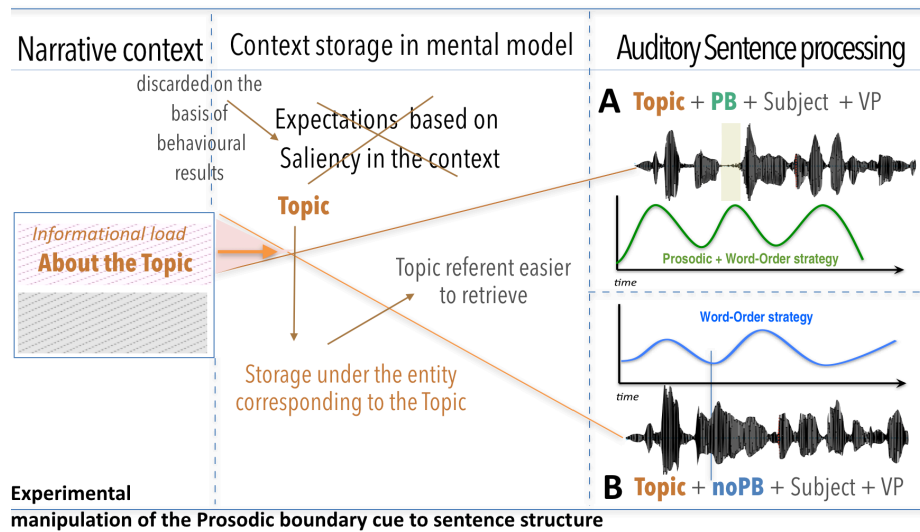 Narrative context
Context storage in mental model
Auditory Sentence processing
discarded on the
basis of
behavioural
results
Expectations based on
Saliency in the context
Topic
Informational load
About the Topic
Topic referent easier
to retrieve
Storage under the entity
corresponding to the Topic
A Topic + PB + Subject + VP
Prosodic + Word-Order strategy
time
Word-Order strategy
time
B Topic + noPB + Subject + VP
Experimental
manipulation of the Prosodic boundary cue to sentence structure